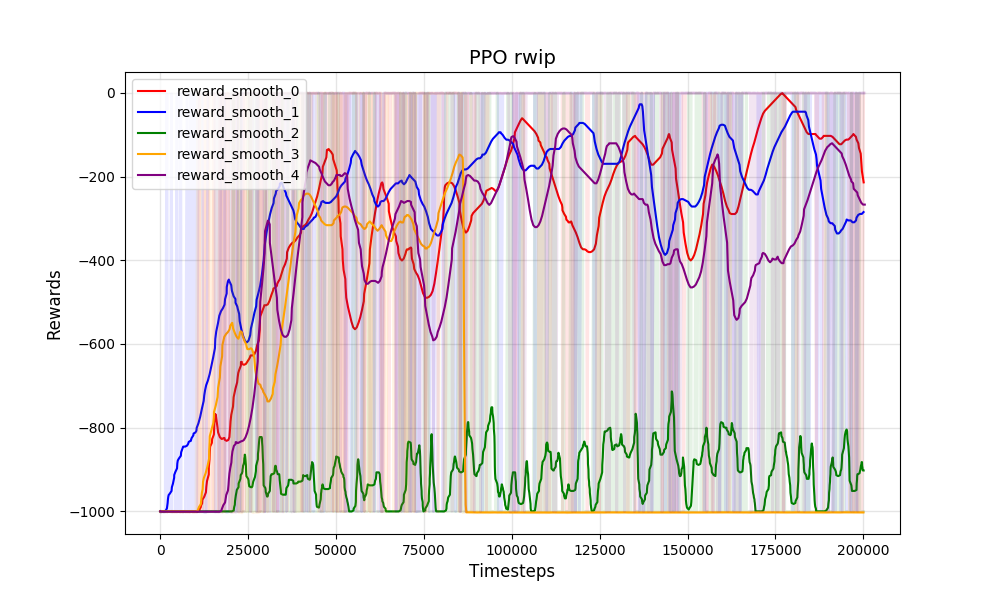 PPO rwip
reward_smooth_0
reward_smooth_1
reward_smooth_2
reward_smooth_3
reward_smooth_4
Rewards
0
−200
−400
−600
−800
−1000
0 25000 50000 75000 100000 125000 150000 175000 200000
Timesteps